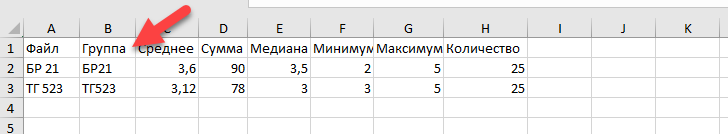 A B C D E F G H I J K
1 Файл Группа Среднее Сумма Медиана Минимум Максимум Количество
2 БР 21 БР21 3,6 90 3,5 2 5 25
3 ТГ 523 ТГ523 3,12 78 3 3 5 25
4
5